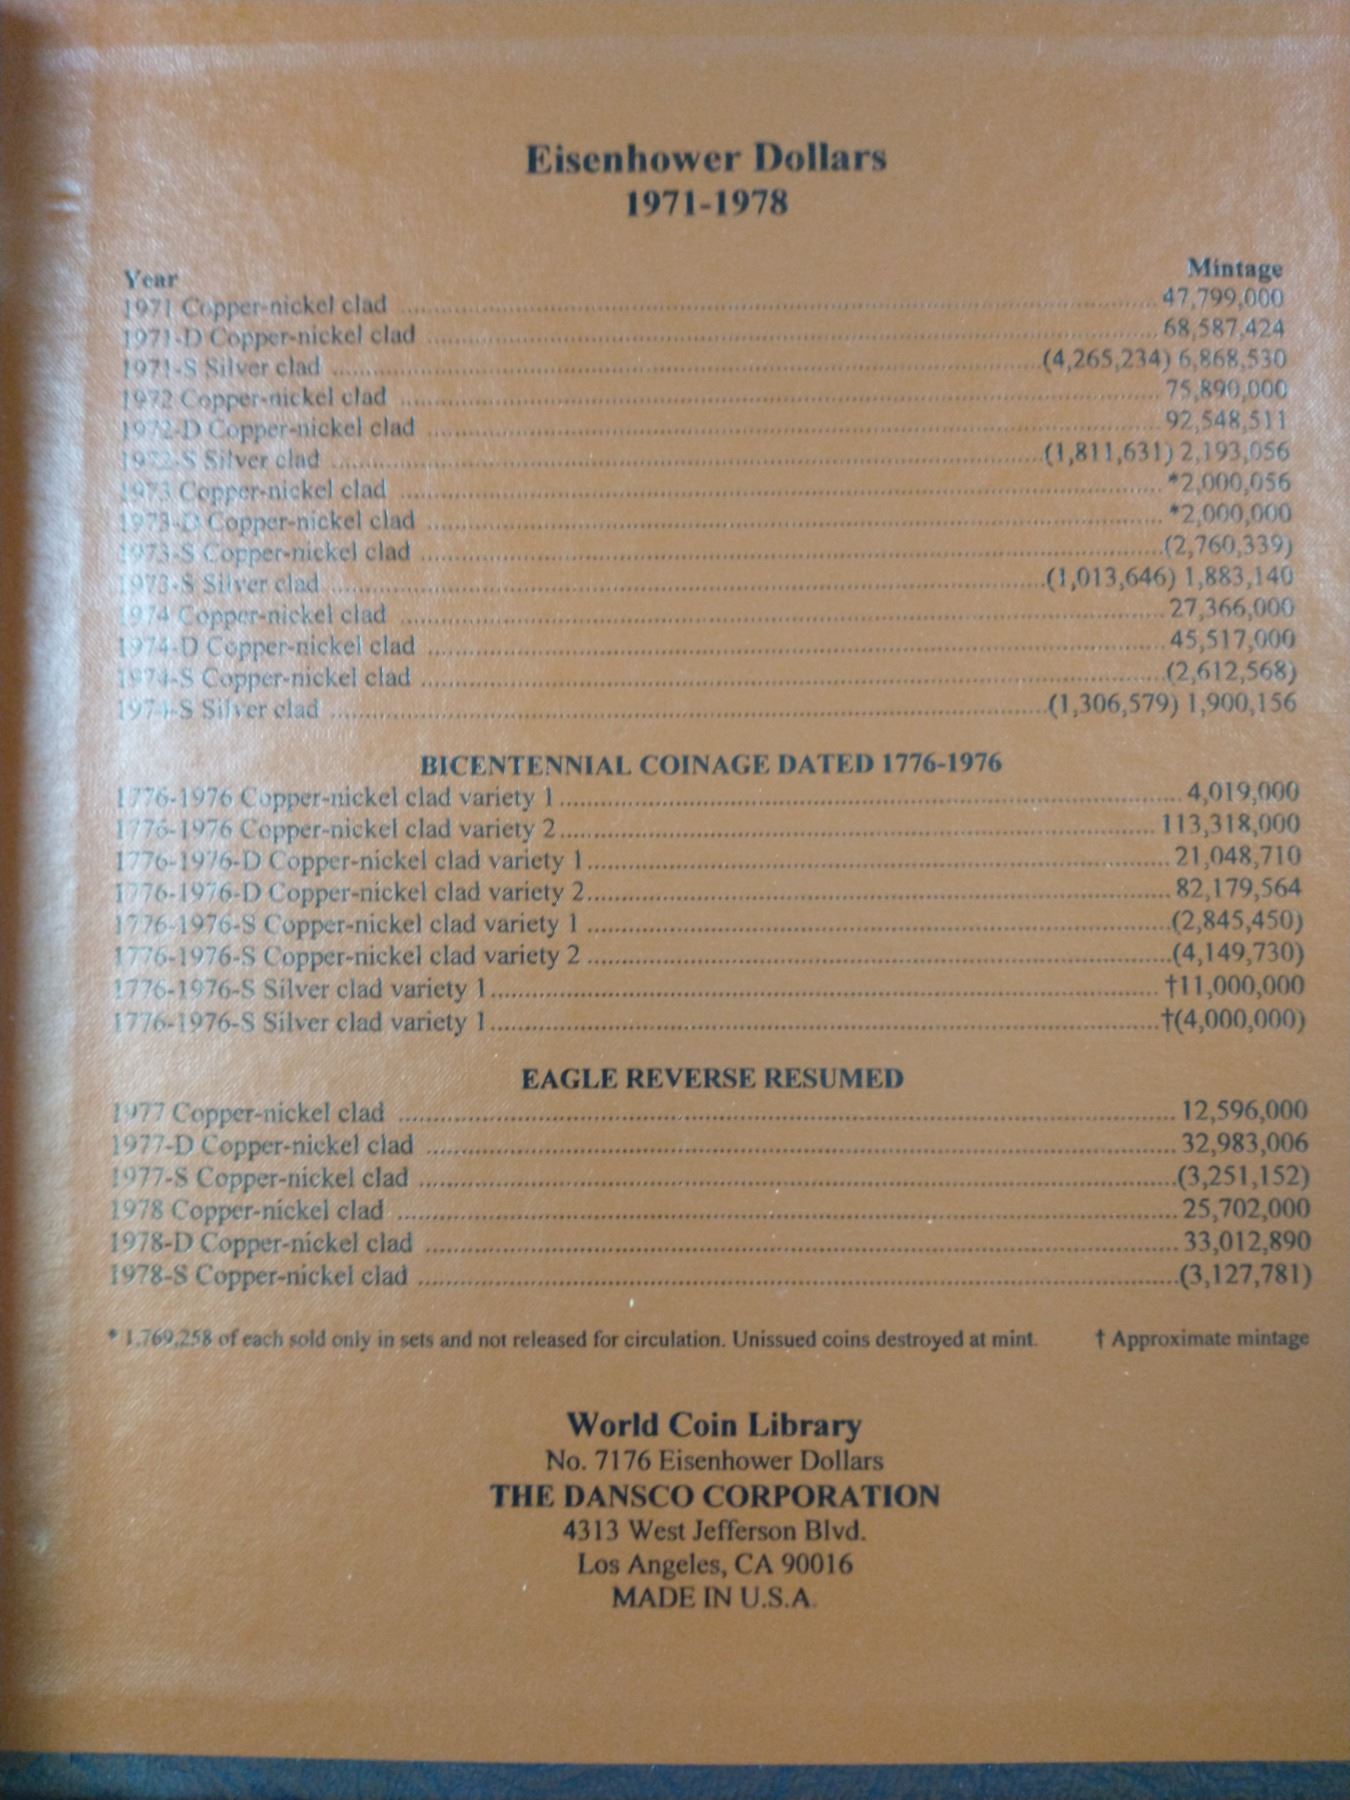 Eisenhower Dollars
1971-1978
Year Mintage
1971 Copper-nickel clad ........ 47,799,000
1971-D Copper-nickel clad ........ 68,587,424
1971-S Silver clad ........ (4,265,234) 6,868,530
1972 Copper-nickel clad ........ 75,890,000
1972-D Copper-nickel clad ........ 92,548,511
1972-S Silver clad ........ (1,811,631) 2,193,056
1973 Copper-nickel clad ........ *2,000,056
1973-D Copper-nickel clad ........ *2,000,000
1973-S Copper-nickel clad ........ (2,760,339)
1973-S Silver clad ........ (1,013,646) 1,883,140
1974 Copper-nickel clad ........ 27,366,000
1974-D Copper-nickel clad ........ 45,517,000
1974-S Copper-nickel clad ........ (2,612,568)
1974-S Silver clad ........ (1,306,579) 1,900,156
BICENTENNIAL COINAGE DATED 1776-1976
1776-1976 Copper-nickel clad variety 1 ........ 4,019,000
1776-1976 Copper-nickel clad variety 2 ........ 113,318,000
1776-1976-D Copper-nickel clad variety 1 ........ 21,048,710
1776-1976-D Copper-nickel clad variety 2 ........ 82,179,564
1776-1976-S Copper-nickel clad variety 1 ........ (2,845,450)
1776-1976-S Copper-nickel clad variety 2 ........ (4,149,730)
1776-1976-S Silver clad variety 1 ........ †11,000,000
1776-1976-S Silver clad variety 1 ........ †(4,000,000)
EAGLE REVERSE RESUMED
1977 Copper-nickel clad ........ 12,596,000
1977-D Copper-nickel clad ........ 32,983,006
1977-S Copper-nickel clad ........ (3,251,152)
1978 Copper-nickel clad ........ 25,702,000
1978-D Copper-nickel clad ........ 33,012,890
1978-S Copper-nickel clad ........ (3,127,781)
* 1,769,258 of each sold only in sets and not released for circulation. Unissued coins destroyed at mint. † Approximate mintage
World Coin Library
No. 7176 Eisenhower Dollars
THE DANSCO CORPORATION
4313 West Jefferson Blvd.
Los Angeles, CA 90016
MADE IN U.S.A.